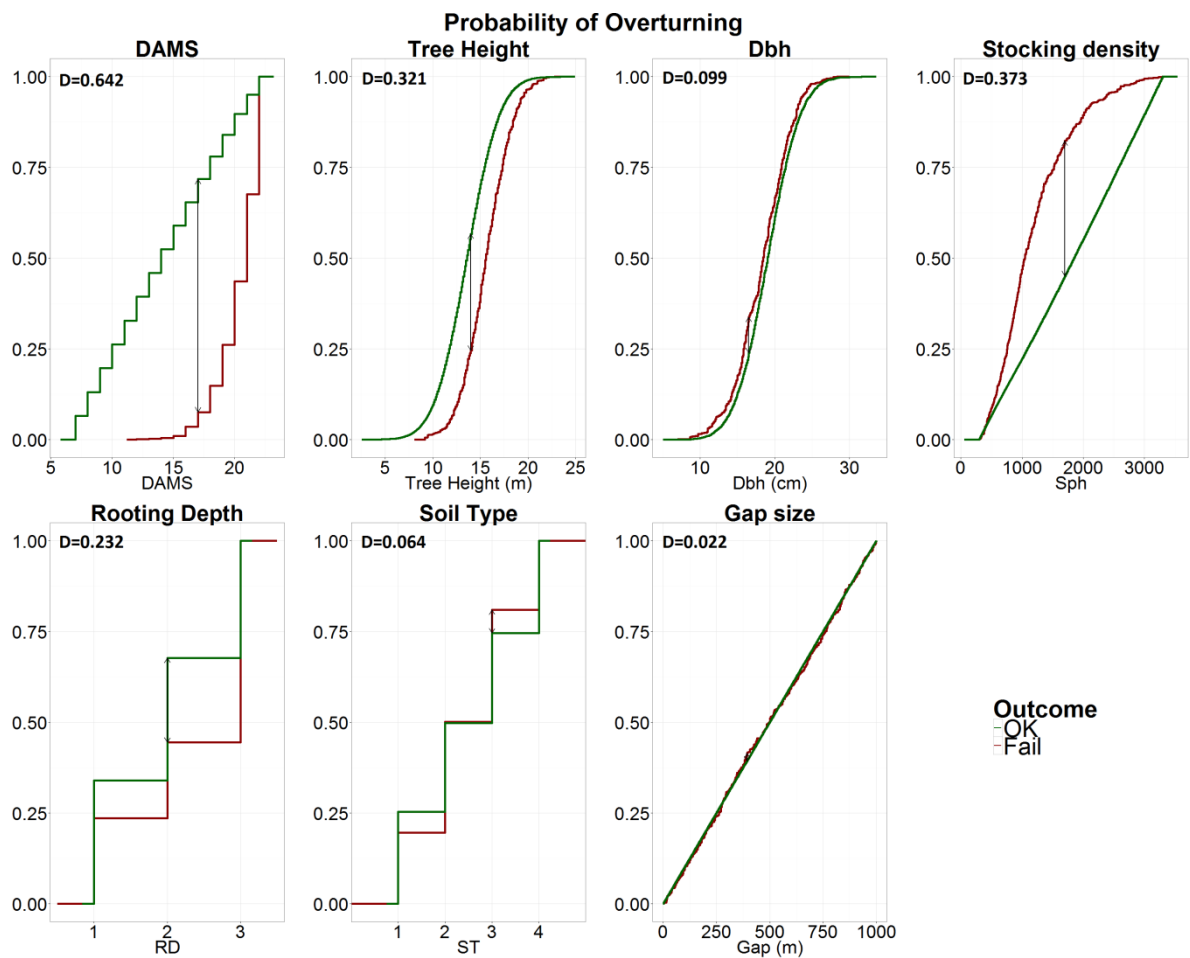 Probability of Overturning
DAMS
D=0.642
1.00
0.75
0.50
0.25
0.00
5 10 15 20
DAMS
Tree Height
D=0.321
1.00
0.75
0.50
0.25
0.00
5 10 15 20 25
Tree Height (m)
Dbh
D=0.099
1.00
0.75
0.50
0.25
0.00
10 20 30
Dbh (cm)
Stocking density
D=0.373
1.00
0.75
0.50
0.25
0.00
0 1000 2000 3000
Sph
Rooting Depth
D=0.232
1.00
0.75
0.50
0.25
0.00
1 2 3
RD
Soil Type
D=0.064
1.00
0.75
0.50
0.25
0.00
1 2 3 4
ST
Gap size
D=0.022
1.00
0.75
0.50
0.25
0.00
0 250 500 750 1000
Gap (m)
Outcome
OK
Fail